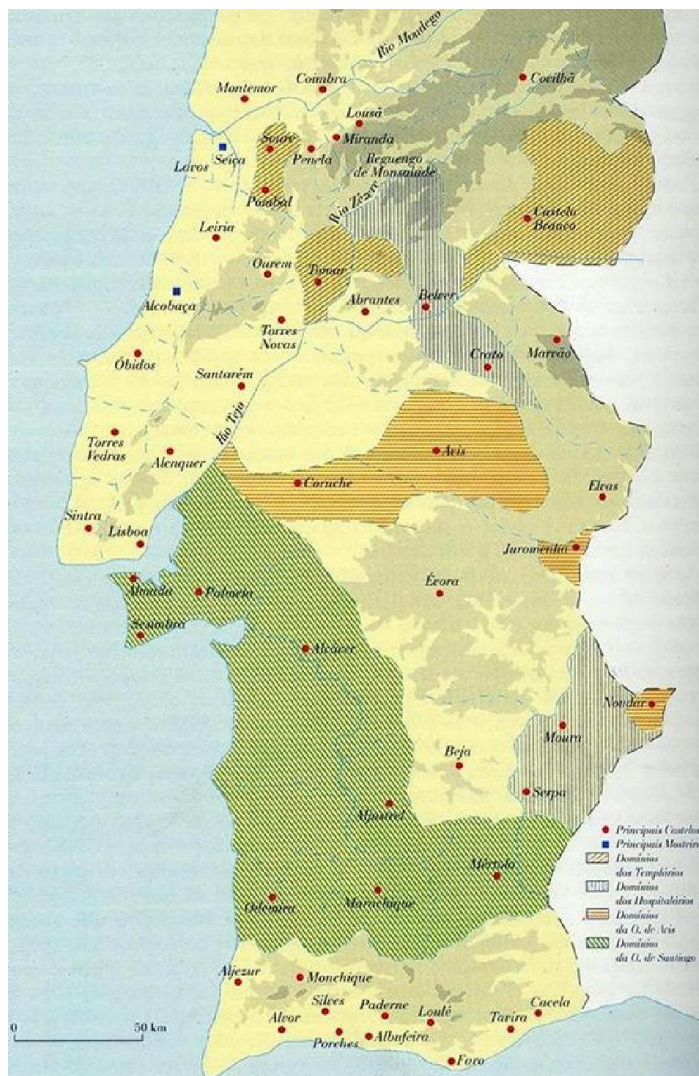 Rio Mondego
Coimbra
Covilhã
Montemor
Lousã
Miranda
Soure
Seiça
Penela
Reguengo
de Monsaúde
Lavos
Rio Zêzere
Pombal
Castelo
Branco
Leiria
Ourem
Tomar
Alcobaça
Abrantes
Belver
Torres
Novas
Óbidos
Crato
Marvão
Santarém
Rio Tejo
Torres
Vedras
Alenquer
Avis
Coruche
Elvas
Sintra
Lisboa
Juromenha
Almada
Palmela
Évora
Sesimbra
Alcácer
Noudar
Moura
Beja
Serpa
Aljustrel
Principais Castelos
Principais Mosteir
Domínios
dos Templários
Domínios
dos Hospitalários
Domínios
da O. de Avis
Domínios
da O. de Santiago
Mértola
Marachique
Odemira
Aljezur
Monchique
Silves
Paderne
Loulé
Cacela
Alvor
Tavira
Porches
Albufeira
Faro
0
50 km